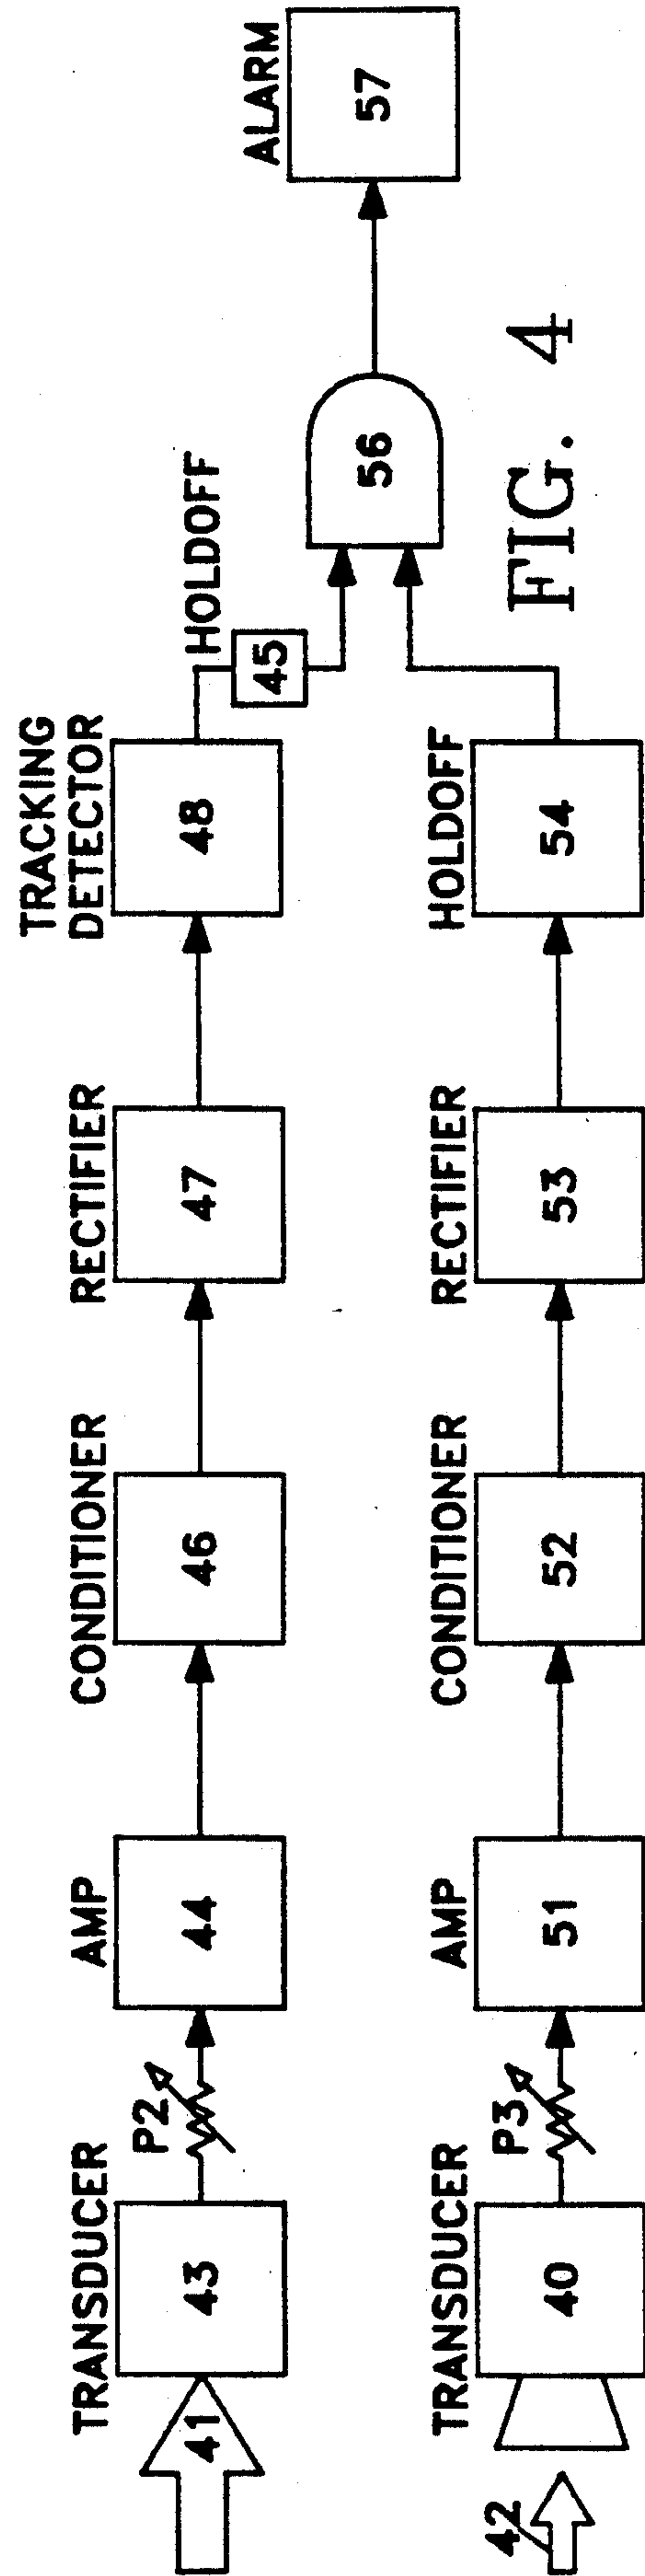 TRANSDUCER
43
41
P2
AMP
44
CONDITIONER
46
RECTIFIER
47
TRACKING
DETECTOR
48
HOLDOFF
45
56
ALARM
57
42
TRANSDUCER
40
P3
AMP
51
CONDITIONER
52
RECTIFIER
53
HOLDOFF
54
FIG. 4